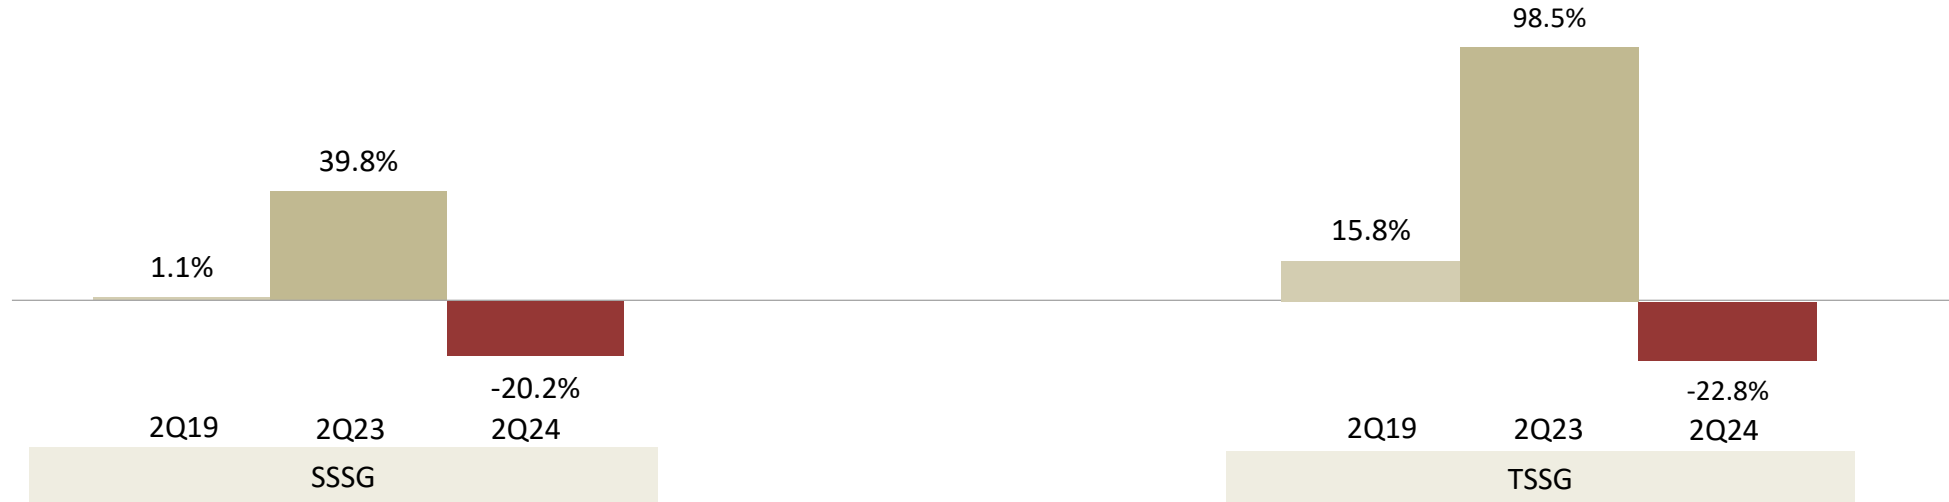 1.1%
39.8%
-20.2%
2Q19
2Q23
2Q24
SSSG
15.8%
98.5%
-22.8%
2Q19
2Q23
2Q24
TSSG